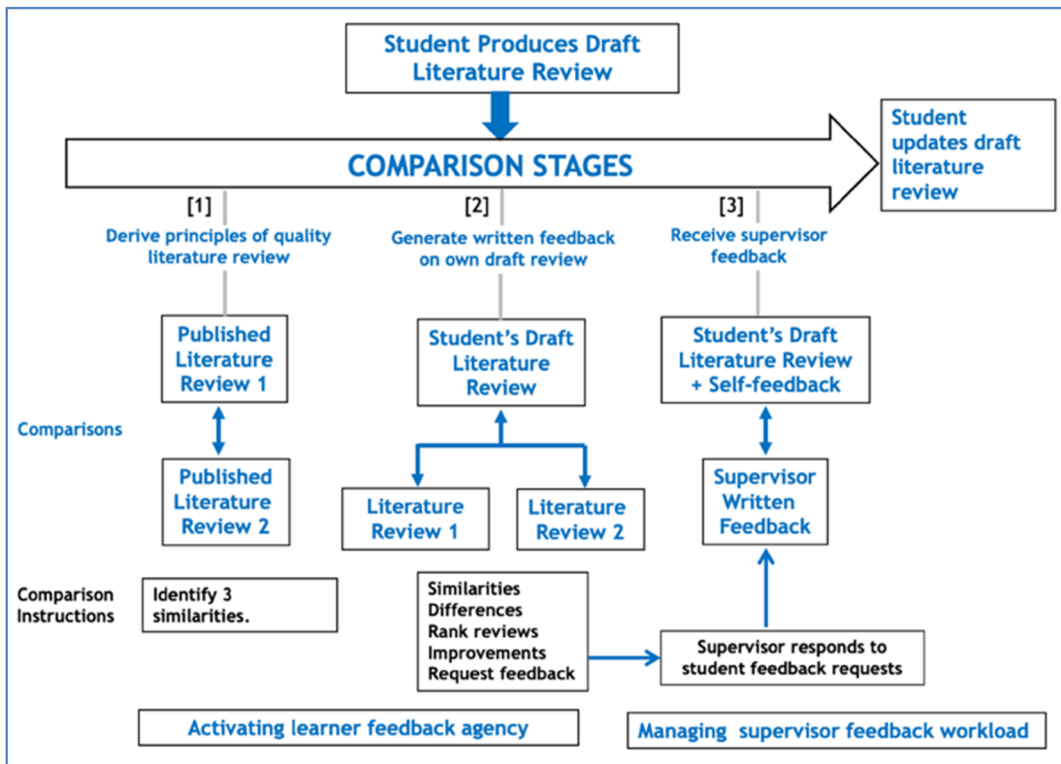 Student Produces Draft
Literature Review
COMPARISON STAGES
Student
updates draft
literature
review
[1]
Derive principles of quality
literature review
[2]
Generate written feedback
on own draft review
[3]
Receive supervisor
feedback
Published
Literature
Review 1
Student's Draft
Literature
Review
Student's Draft
Literature Review
+ Self-feedback
Comparisons
Published
Literature
Review 2
Literature
Review 1
Literature
Review 2
Supervisor
Written
Feedback
Comparison
Instructions
Identify 3
similarities.
Similarities
Differences
Rank reviews
Improvements
Request feedback
Supervisor responds to
student feedback requests
Activating learner feedback agency
Managing supervisor feedback workload